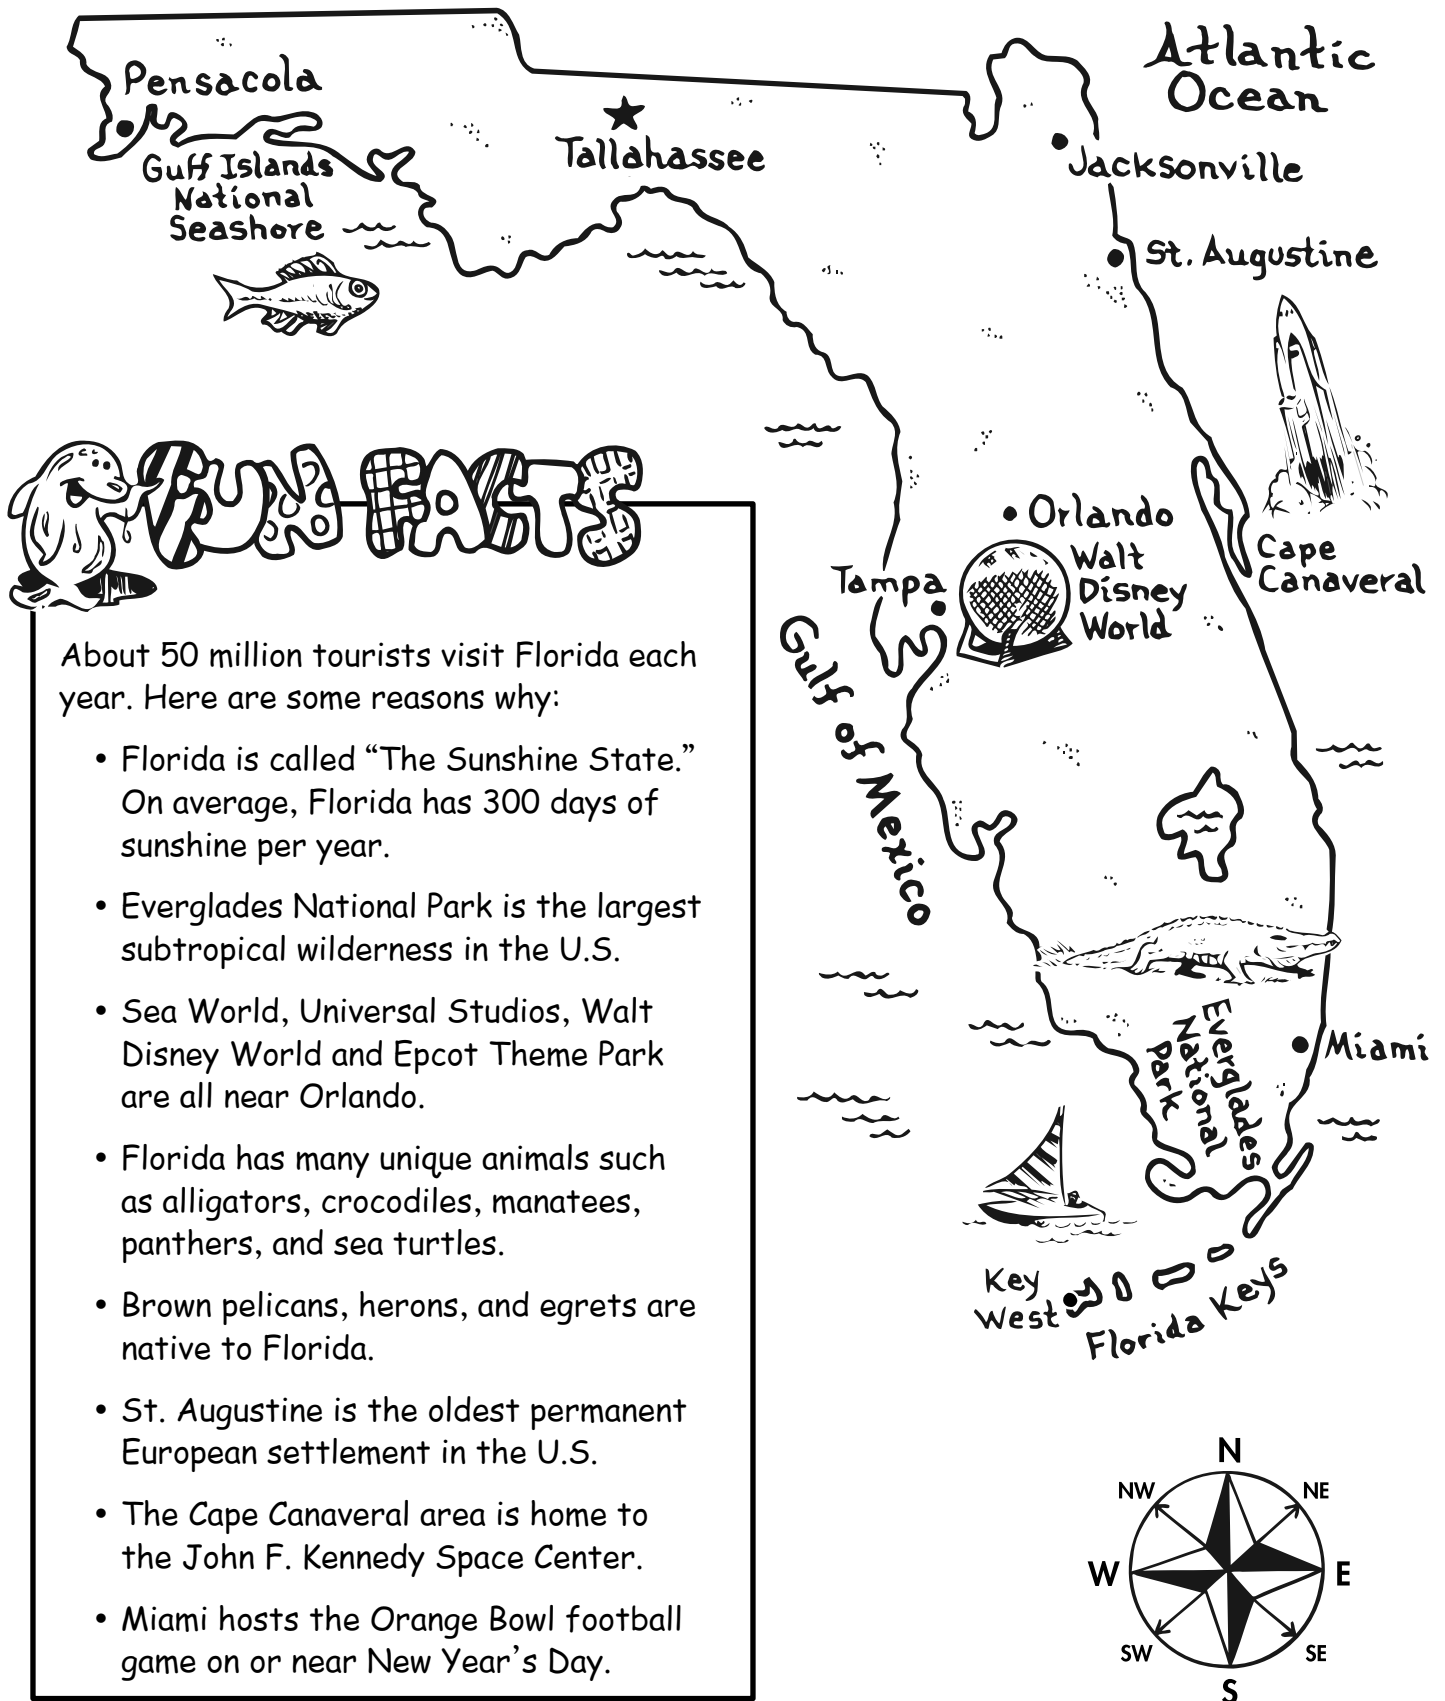 Atlantic
Ocean
Pensacola
Guff Islands
National
Seashore
Tallahassee
Jacksonville
St. Augustine
Orlando
Walt
Disney
World
Tampa
Cape
Canaveral
Gulf of Mexico
Everglades
National
Park
Miami
Key
West
Florida Keys
FUN FACTS
About 50 million tourists visit Florida each
year. Here are some reasons why:
• Florida is called “The Sunshine State.”
On average, Florida has 300 days of
sunshine per year.
• Everglades National Park is the largest
subtropical wilderness in the U.S.
• Sea World, Universal Studios, Walt
Disney World and Epcot Theme Park
are all near Orlando.
• Florida has many unique animals such
as alligators, crocodiles, manatees,
panthers, and sea turtles.
• Brown pelicans, herons, and egrets are
native to Florida.
• St. Augustine is the oldest permanent
European settlement in the U.S.
• The Cape Canaveral area is home to
the John F. Kennedy Space Center.
• Miami hosts the Orange Bowl football
game on or near New Year’s Day.
N
NW
NE
W
E
SW
SE
S